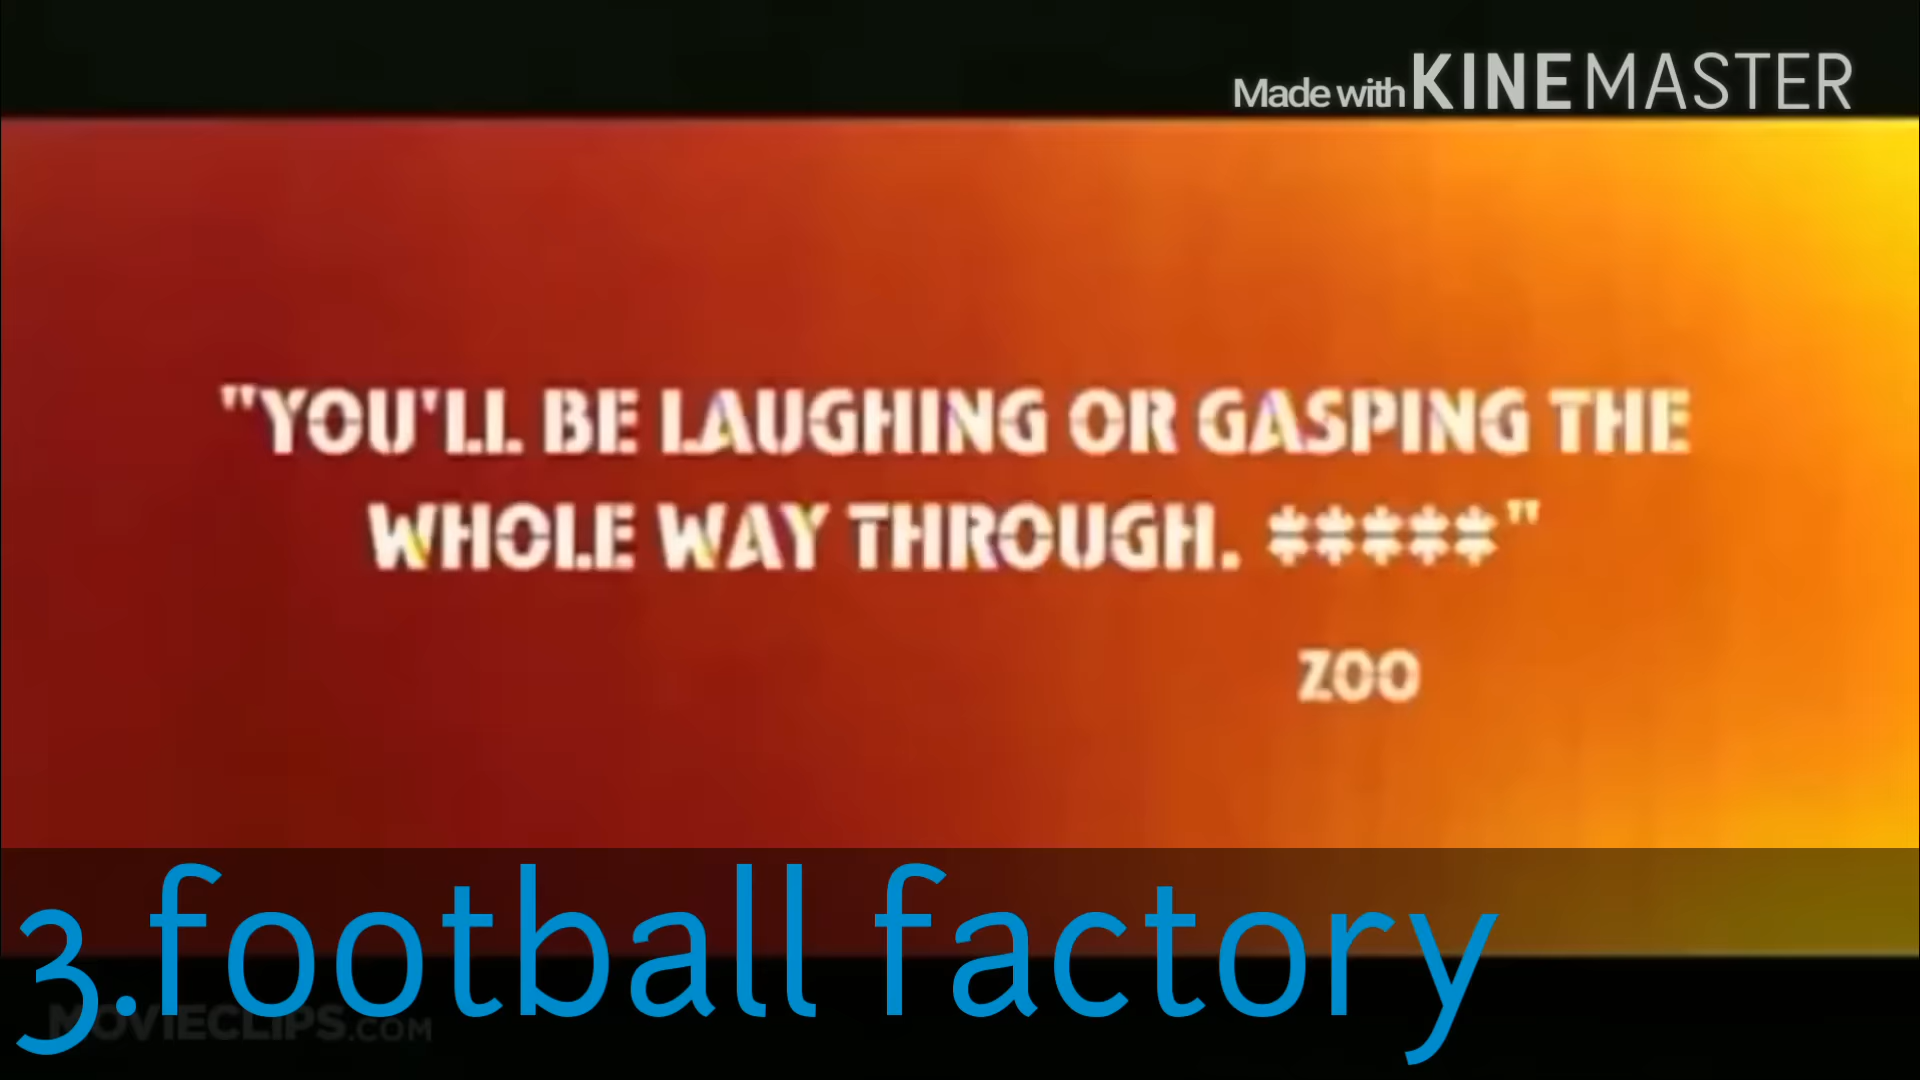 Made with KINEMASTER
"YOU'LL BE LAUGHING OR GASPING THE
WHOLE WAY THROUGH. *****"
ZOO
3.football factory
MOVIECLIPS.COM